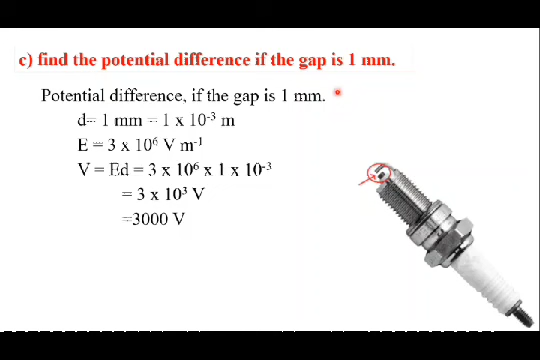 c) find the potential difference if the gap is 1 mm.
Potential difference, if the gap is 1 mm.
d= 1 mm = 1 x 10⁻³ m
E = 3 x 10⁶ V m⁻¹
V = Ed = 3 x 10⁶ x 1 x 10⁻³
= 3 x 10³ V
=3000 V